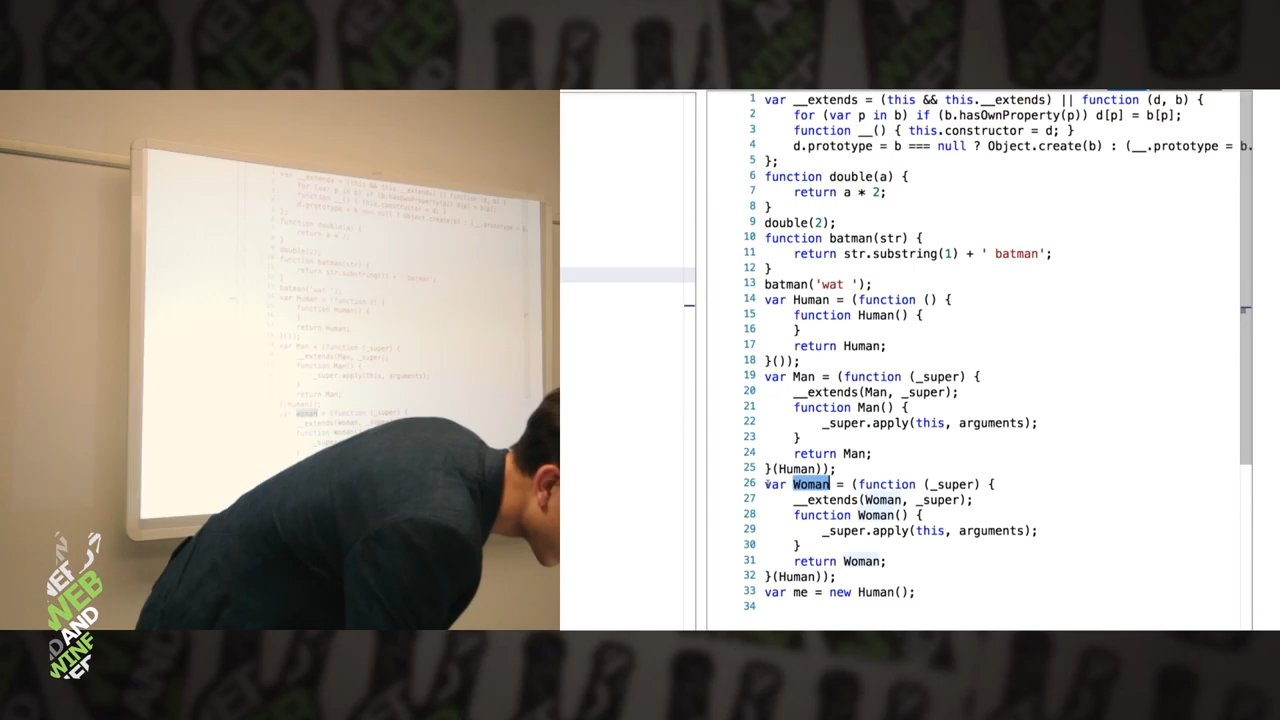 1 var __extends = (this && this.__extends) || function (d, b) {
2 for (var p in b) if (b.hasOwnProperty(p)) d[p] = b[p];
3 function __() { this.constructor = d; }
4 d.prototype = b === null ? Object.create(b) : (__.prototype = b.
5 };
6 function double(a) {
7 return a * 2;
8 }
9 double(2);
10 function batman(str) {
11 return str.substring(1) + ' batman';
12 }
13 batman('wat ');
14 var Human = (function () {
15 function Human() {
16 }
17 return Human;
18 }());
19 var Man = (function (_super) {
20 __extends(Man, _super);
21 function Man() {
22 _super.apply(this, arguments);
23 }
24 return Man;
25 }(Human));
26 var Woman = (function (_super) {
27 __extends(Woman, _super);
28 function Woman() {
29 _super.apply(this, arguments);
30 }
31 return Woman;
32 }(Human));
33 var me = new Human();
34
WEB
AND
WINF